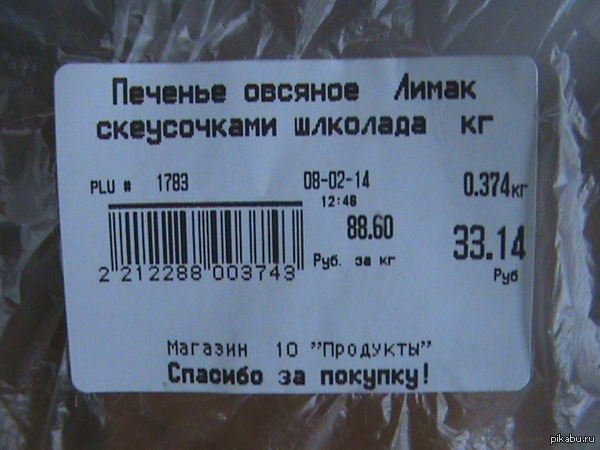 Печенье овсяное Лимак
скеусочками шлколада кг
PLU # 1783 08-02-14 0.374кг
12:46
88.60 33.14
Руб. за кг Руб
2 212288 003743
Магазин 10 "Продукты"
Спасибо за покупку!
pikabu.ru